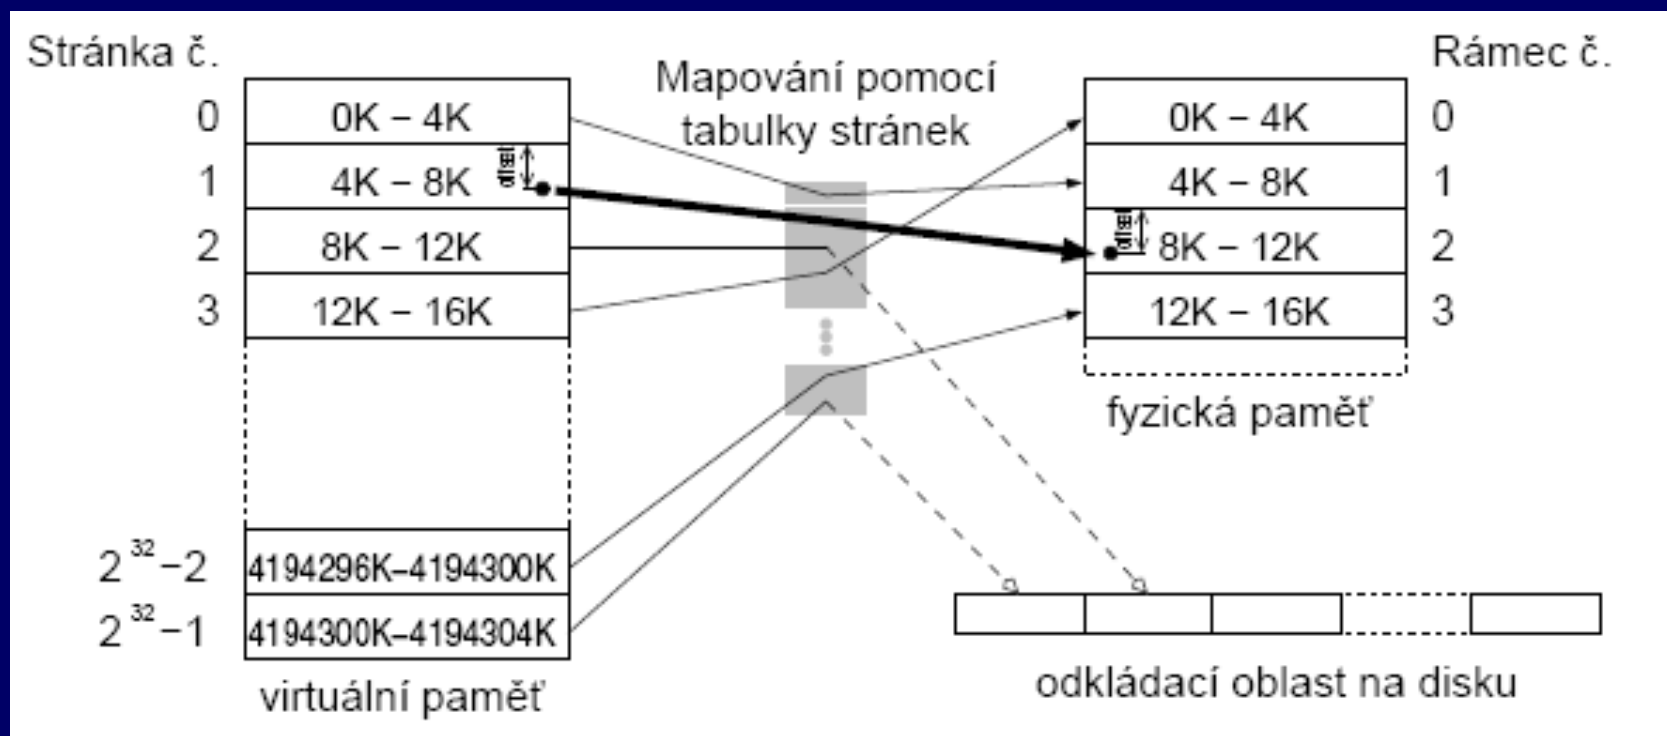 Stránka č.
0
0K – 4K
1
4K – 8K
offset
2
8K – 12K
3
12K – 16K
2³²–2
4194296K–4194300K
2³²–1
4194300K–4194304K
virtuální paměť
Mapování pomocí
tabulky stránek
Rámec č.
0K – 4K
0
4K – 8K
1
offset
8K – 12K
2
12K – 16K
3
fyzická paměť
odkládací oblast na disku